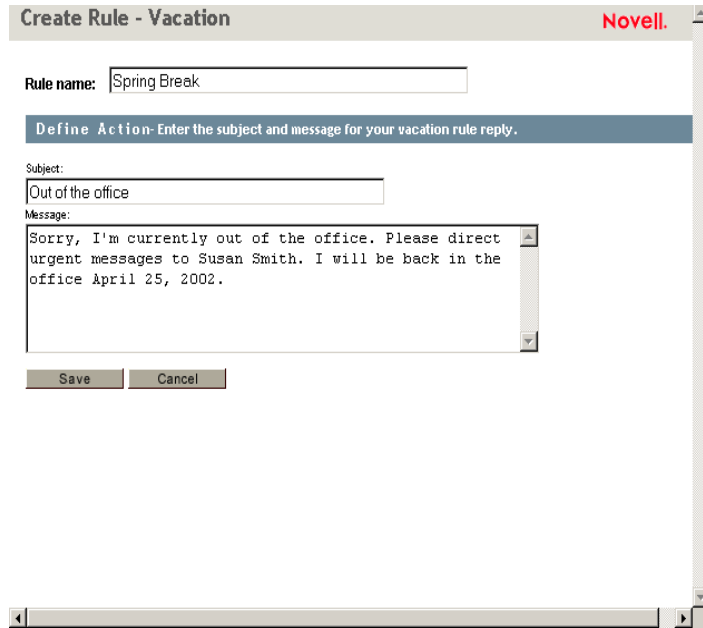 Create Rule - Vacation
Novell.
Rule name:
Spring Break
Define Action- Enter the subject and message for your vacation rule reply.
Subject:
Out of the office
Message:
Sorry, I'm currently out of the office. Please direct
urgent messages to Susan Smith. I will be back in the
office April 25, 2002.
Save
Cancel